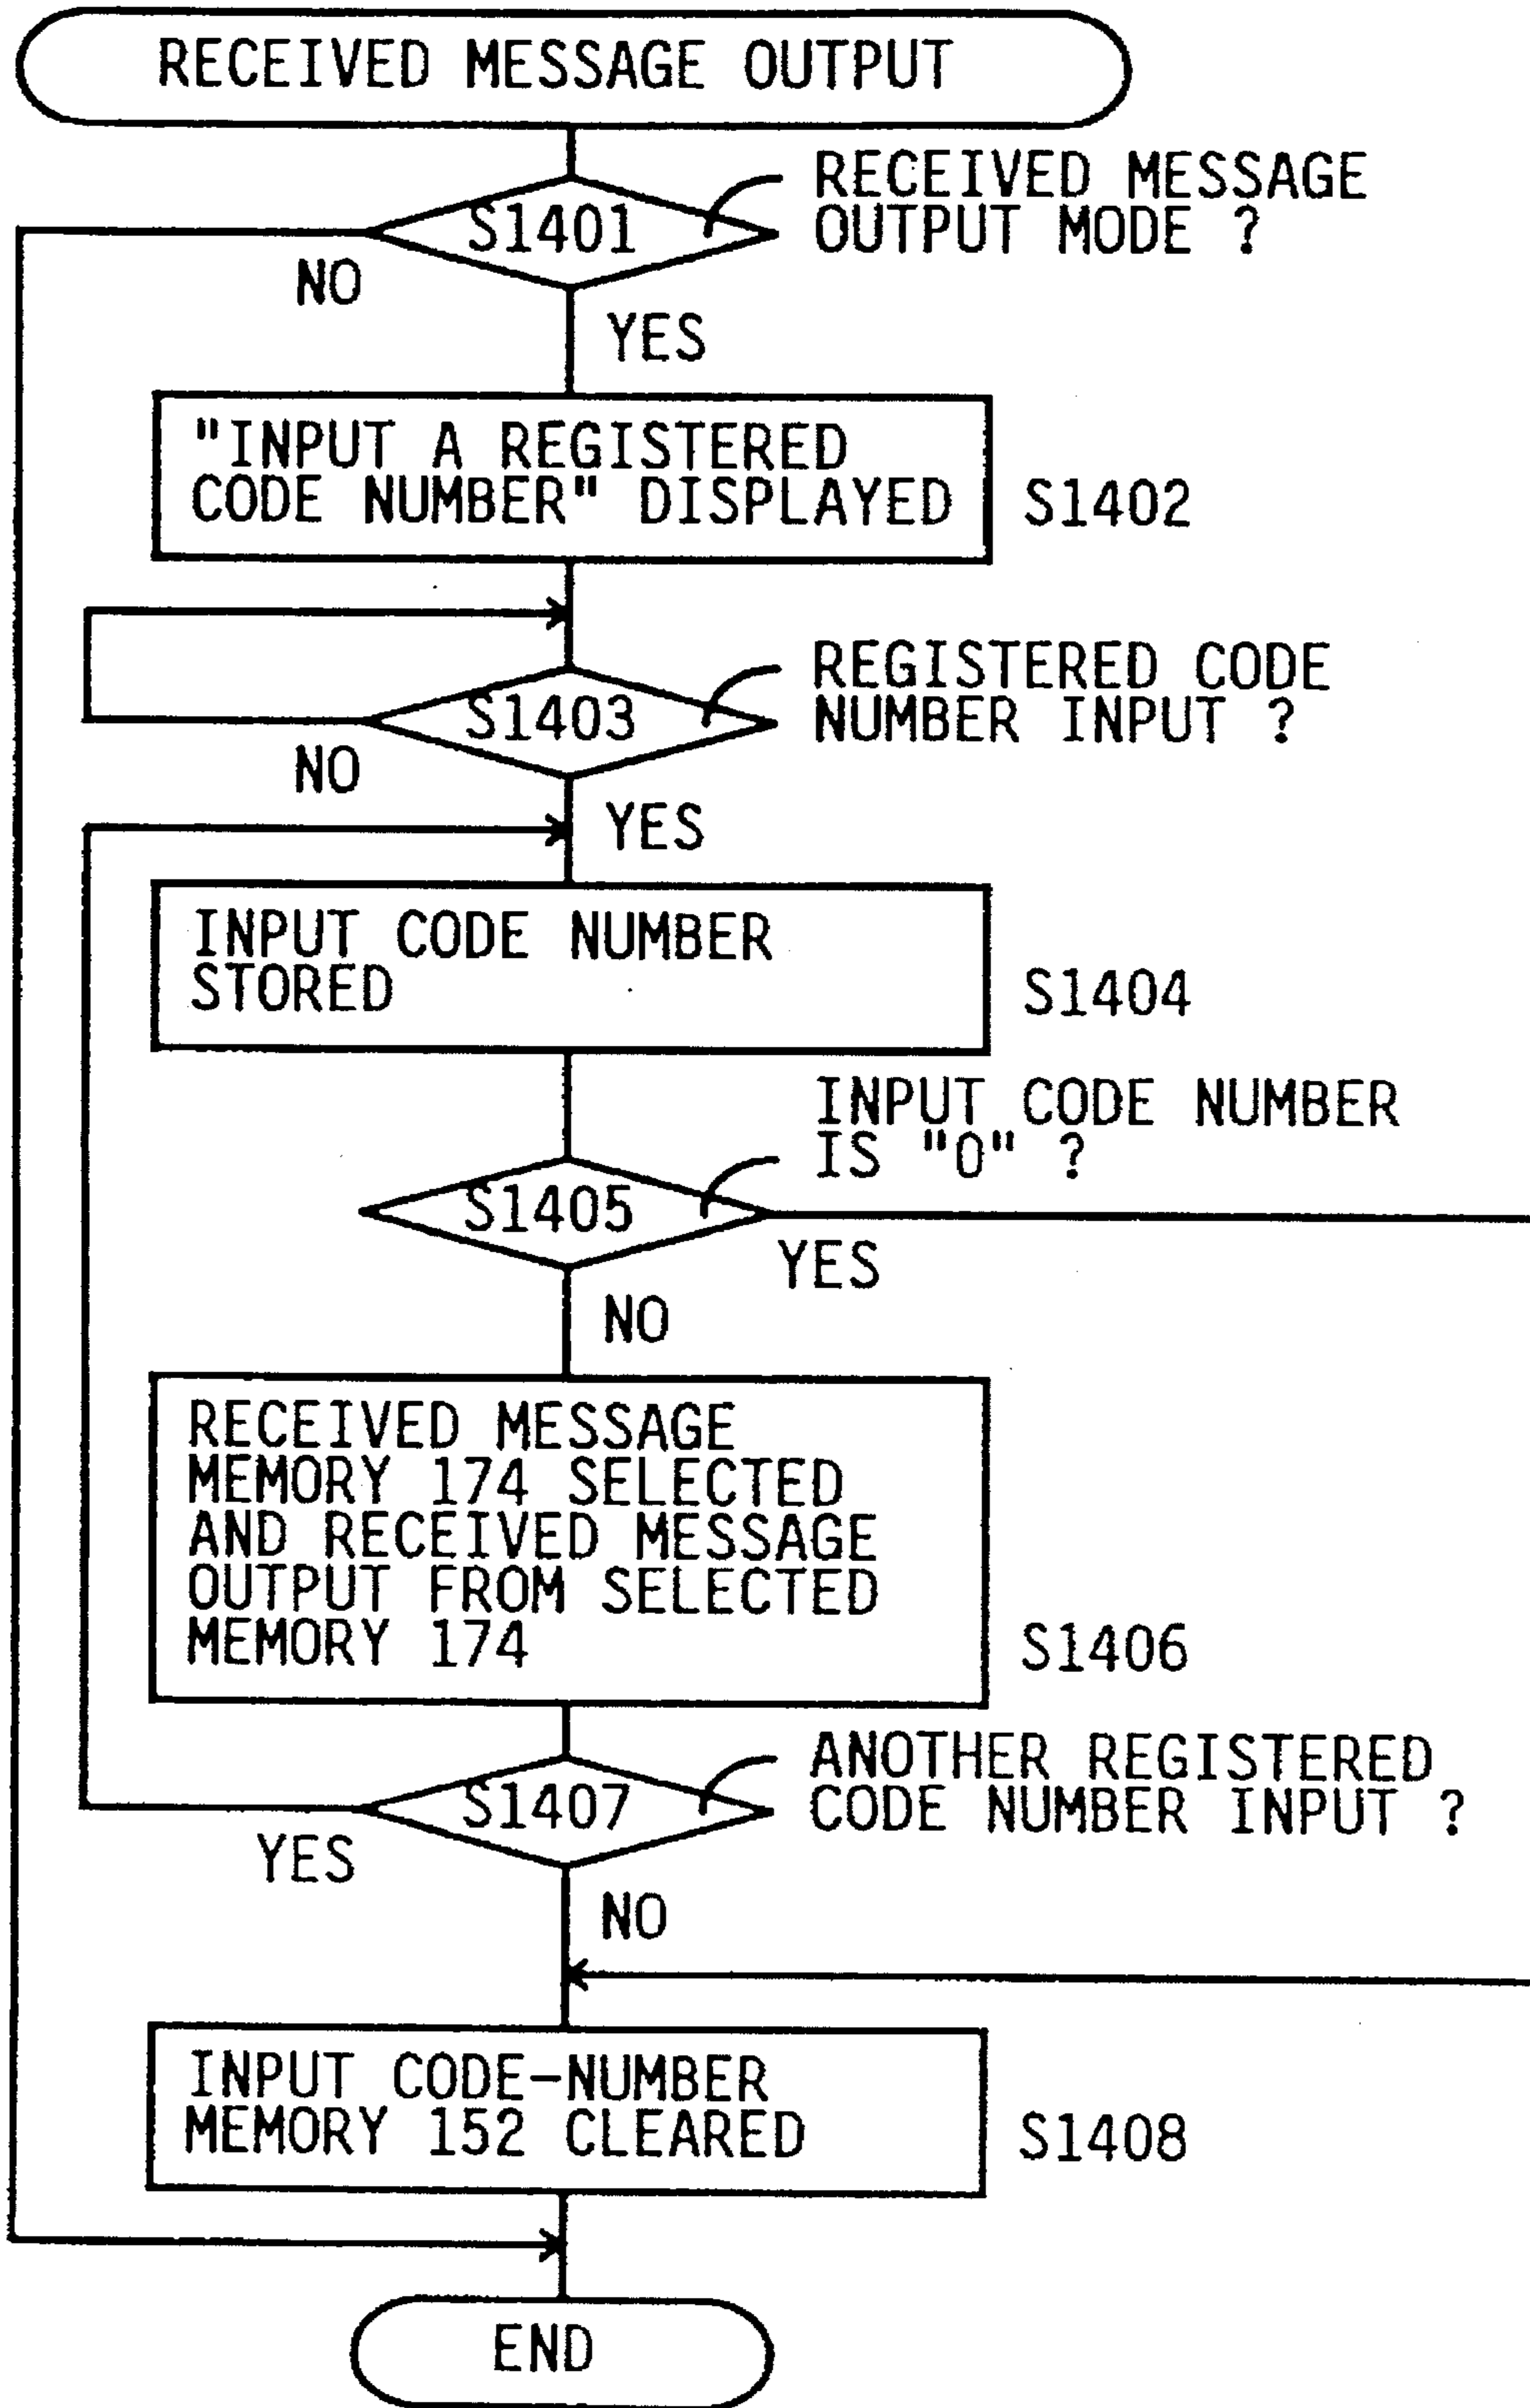 RECEIVED MESSAGE OUTPUT
RECEIVED MESSAGE
OUTPUT MODE ?
S1401
NO
YES
"INPUT A REGISTERED
CODE NUMBER" DISPLAYED
S1402
REGISTERED CODE
NUMBER INPUT ?
S1403
NO
YES
INPUT CODE NUMBER
STORED
S1404
INPUT CODE NUMBER
IS "0" ?
S1405
YES
NO
RECEIVED MESSAGE
MEMORY 174 SELECTED
AND RECEIVED MESSAGE
OUTPUT FROM SELECTED
MEMORY 174
S1406
ANOTHER REGISTERED
CODE NUMBER INPUT ?
S1407
YES
NO
INPUT CODE-NUMBER
MEMORY 152 CLEARED
S1408
END